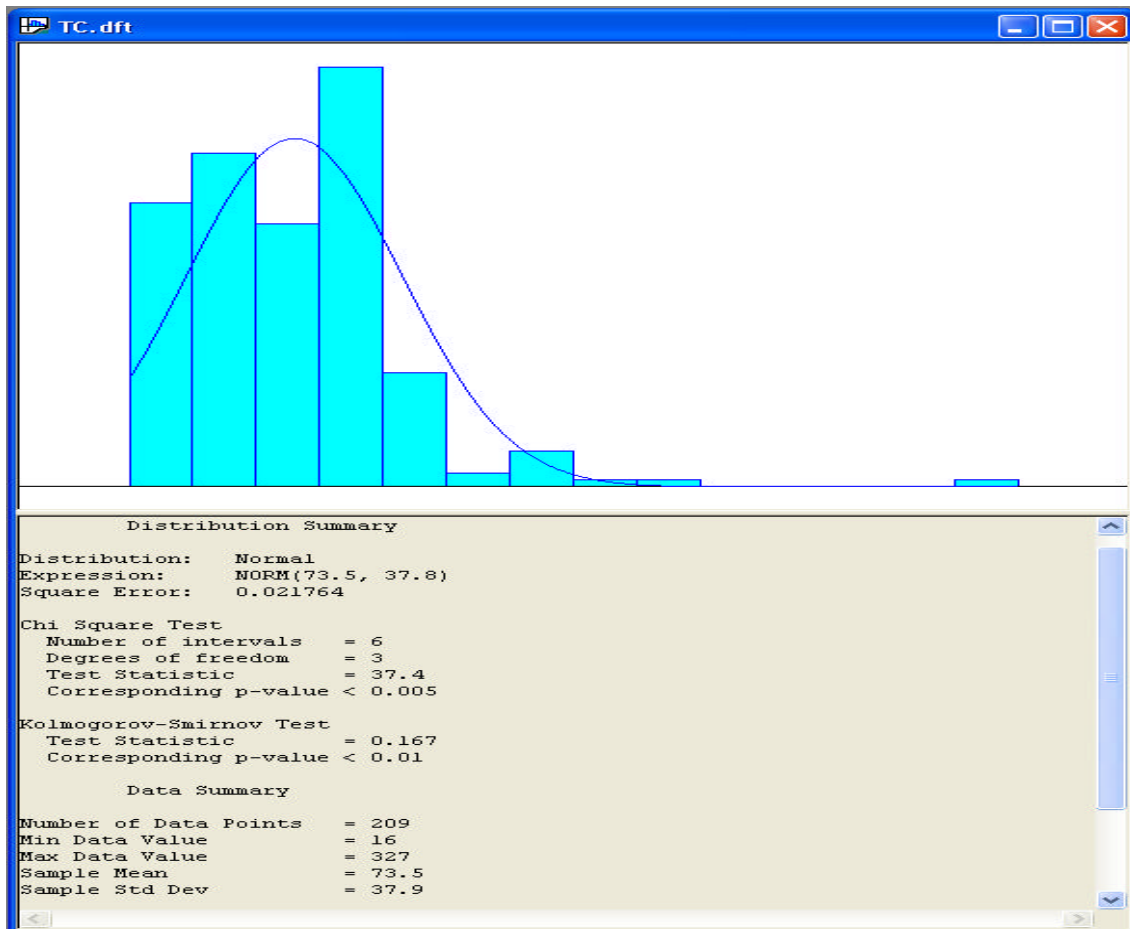 TC.dft
Distribution Summary
Distribution: Normal
Expression: NORM(73.5, 37.8)
Square Error: 0.021764
Chi Square Test
Number of intervals = 6
Degrees of freedom = 3
Test Statistic = 37.4
Corresponding p-value < 0.005
Kolmogorov-Smirnov Test
Test Statistic = 0.167
Corresponding p-value < 0.01
Data Summary
Number of Data Points = 209
Min Data Value = 16
Max Data Value = 327
Sample Mean = 73.5
Sample Std Dev = 37.9